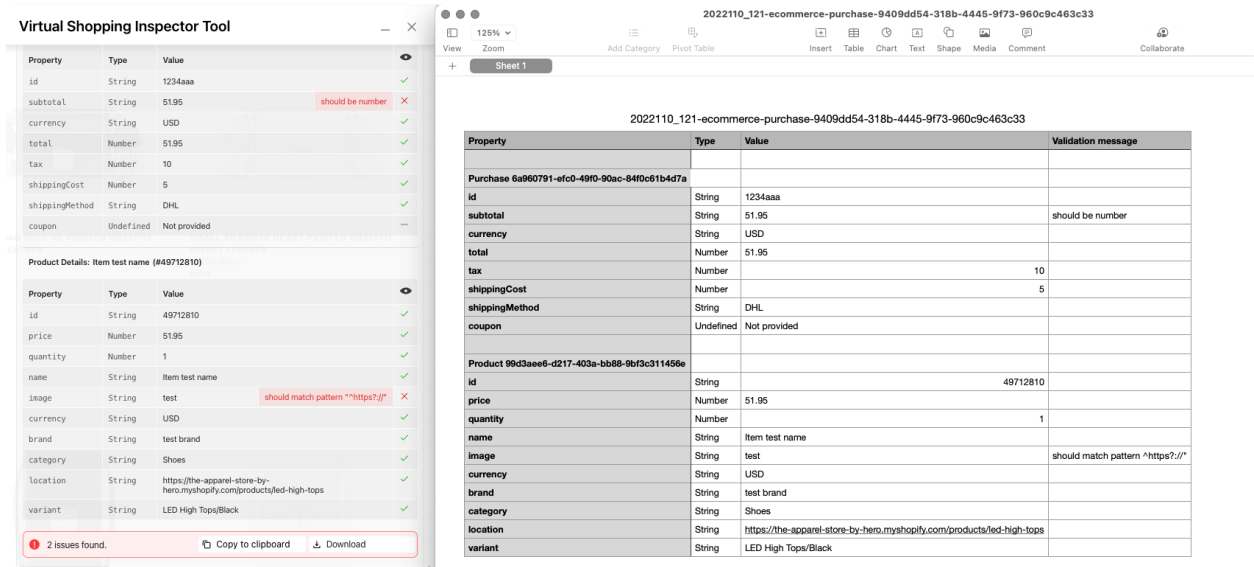 Virtual Shopping Inspector Tool
Property Type Value
id String 1234aaa
subtotal String 51.95 should be number
currency String USD
total Number 51.95
tax Number 10
shippingCost Number 5
shippingMethod String DHL
coupon Undefined Not provided
Product Details: Item test name (#49712810)
Property Type Value
id String 49712810
price Number 51.95
quantity Number 1
name String Item test name
image String test should match pattern "^https?://"
currency String USD
brand String test brand
category String Shoes
location String https://the-apparel-store-by-
hero.myshopify.com/products/led-high-tops
variant String LED High Tops/Black
2 issues found. Copy to clipboard Download
2022110_121-ecommerce-purchase-9409dd54-318b-4445-9f73-960c9c463c33
125%
View Zoom Add Category Pivot Table Insert Table Chart Text Shape Media Comment Collaborate
Sheet 1
2022110_121-ecommerce-purchase-9409dd54-318b-4445-9f73-960c9c463c33
Property Type Value Validation message
Purchase 6a960791-efc0-49f0-90ac-84f0c61b4d7a
id String 1234aaa
subtotal String 51.95 should be number
currency String USD
total Number 51.95
tax Number 10
shippingCost Number 5
shippingMethod String DHL
coupon Undefined Not provided
Product 99d3aee6-d217-403a-bb88-9bf3c311456e
id String 49712810
price Number 51.95
quantity Number 1
name String Item test name
image String test should match pattern ^https?://"
currency String USD
brand String test brand
category String Shoes
location String https://the-apparel-store-by-hero.myshopify.com/products/led-high-tops
variant String LED High Tops/Black